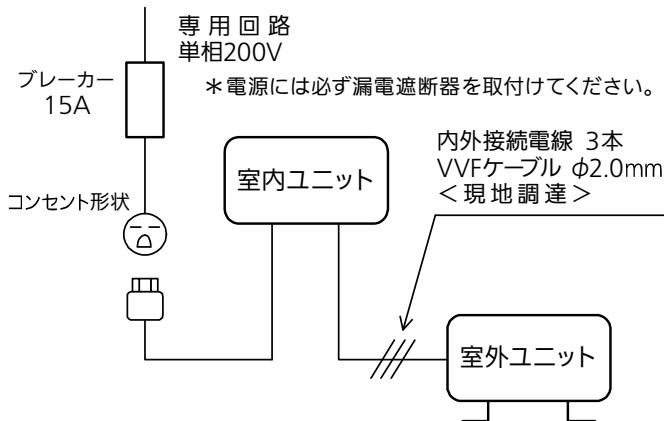 専用回路
単相200V
ブレーカー
15A
＊電源には必ず漏電遮断器を取付けてください。
内外接続電線 3本
VVFケーブル φ2.0mm
＜現地調達＞
室内ユニット
コンセント形状
室外ユニット